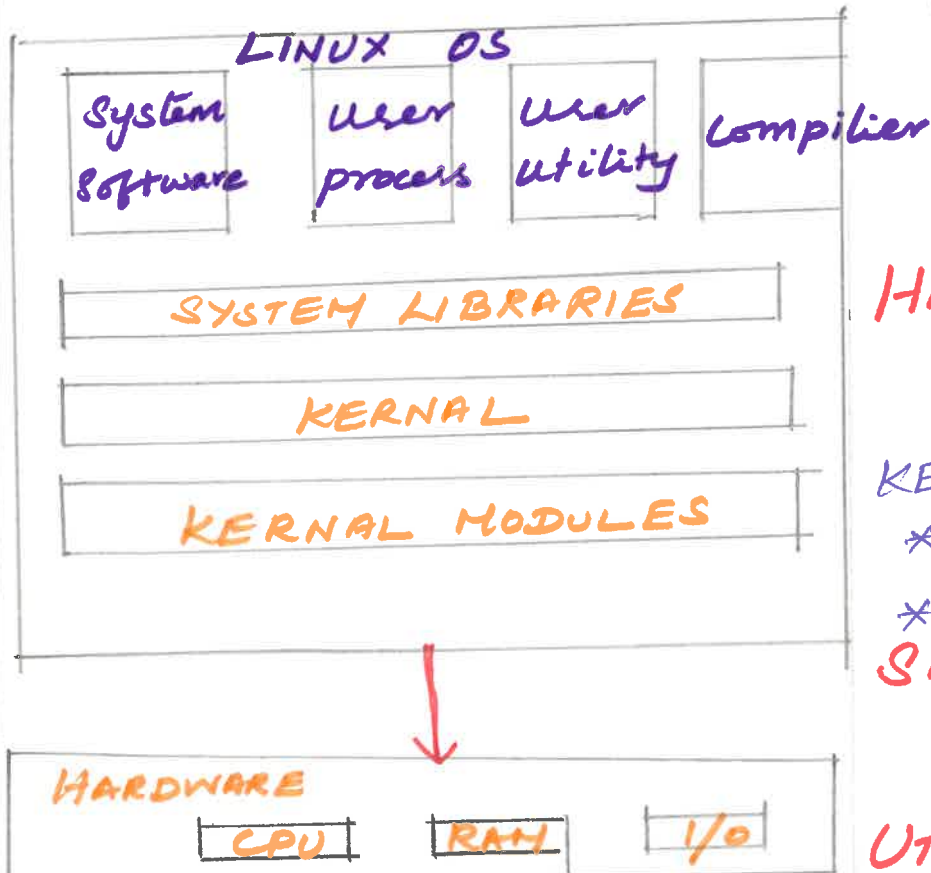 LINUX OS
System Software
user process
user utility
Compilier
SYSTEM LIBRARIES
KERNAL
KERNAL MODULES
HARDWARE
CPU
RAM
I/O